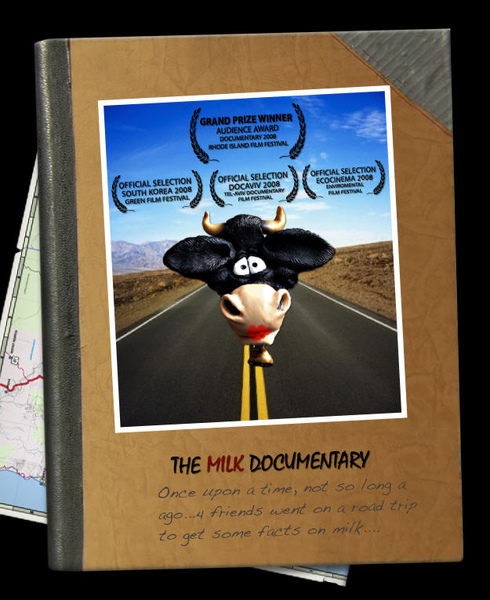 GRAND PRIZE WINNER
AUDIENCE AWARD
DOCUMENTARY 2008
RHODE ISLAND FILM FESTIVAL
OFFICIAL SELECTION
SOUTH KOREA 2008
GREEN FILM FESTIVAL
OFFICIAL SELECTION
DOCAVIV 2008
TEL-AVIV DOCUMENTARY
FILM FESTIVAL
OFFICIAL SELECTION
ECOCINEMA 2008
ENVIROMENTAL
FILM FESTIVAL
THE MILK DOCUMENTARY
Once upon a time, not so long a
ago...4 friends went on a road trip
to get some facts on milk....